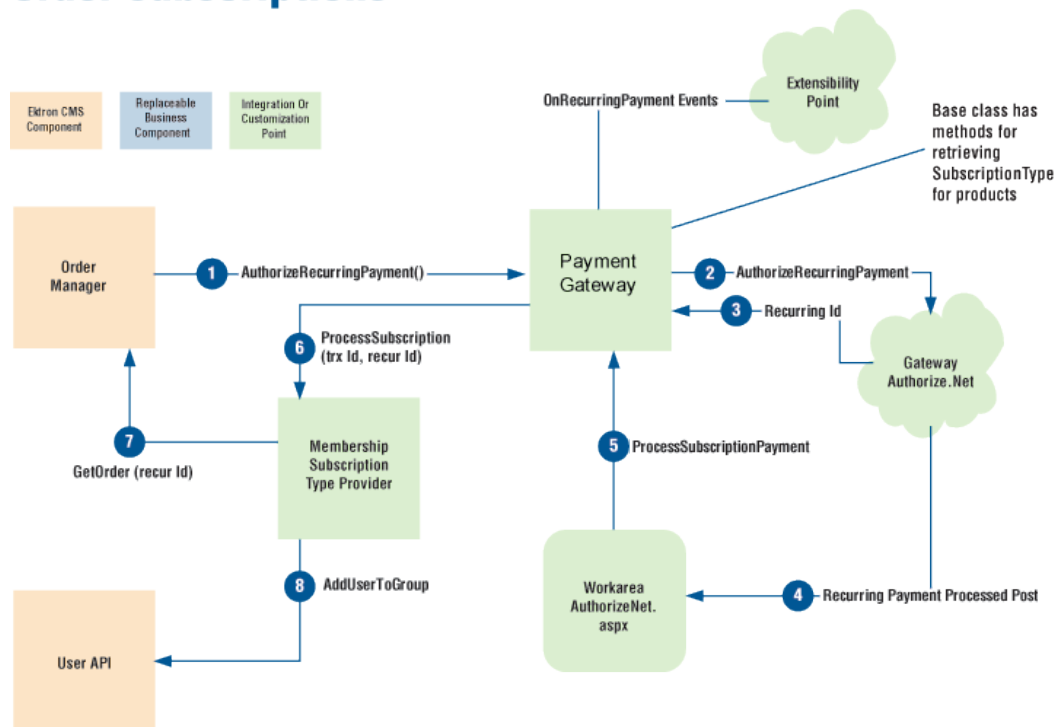 Order Subscriptions
Ektron CMS
Component
Replaceable
Business
Component
Integration Or
Customization
Point
OnRecurringPayment Events
Extensibility
Point
Base class has
methods for
retrieving
SubscriptionType
for products
Order
Manager
1
AuthorizeRecurringPayment()
Payment
Gateway
2
AuthorizeRecurringPayment
3
Recurring Id
6
ProcessSubscription
(trx Id, recur Id)
Gateway
Authorize.Net
7
GetOrder (recur Id)
Membership
Subscription
Type Provider
5
ProcessSubscriptionPayment
8
AddUserToGroup
Workarea
AuthorizeNet.
aspx
4
Recurring Payment Processed Post
User API